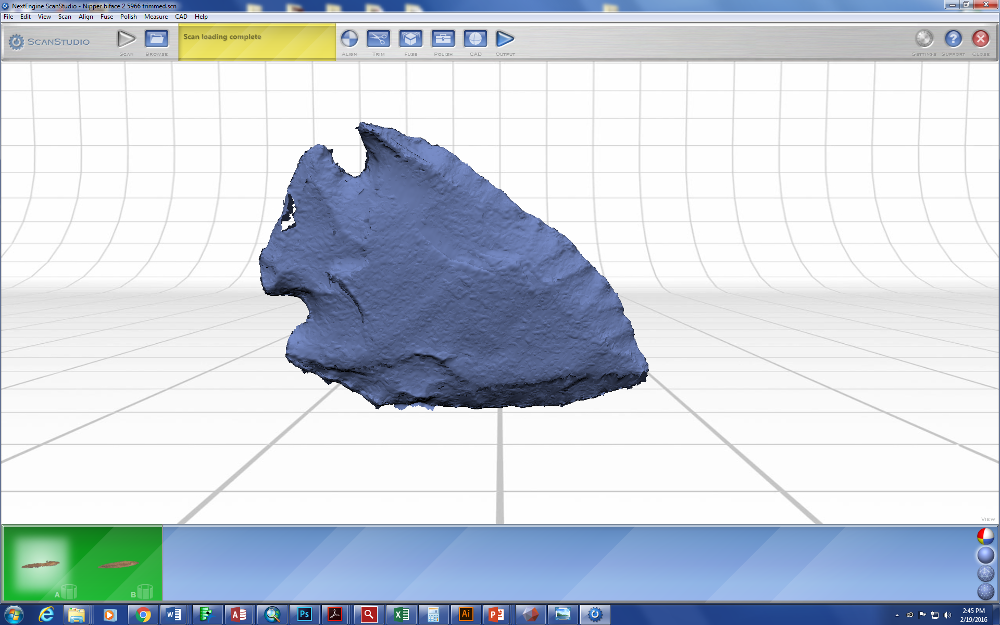 NextEngine ScanStudio - Nipper biface 2 5966 trimmed.scn
File Edit View Scan Align Fuse Polish Measure CAD Help
ScanStudio
Scan loading complete
SCAN BROWSE ALIGN TRIM FUSE POLISH CAD OUTPUT SETTINGS SUPPORT CLOSE
VIEW
A B
2:45 PM
2/19/2016